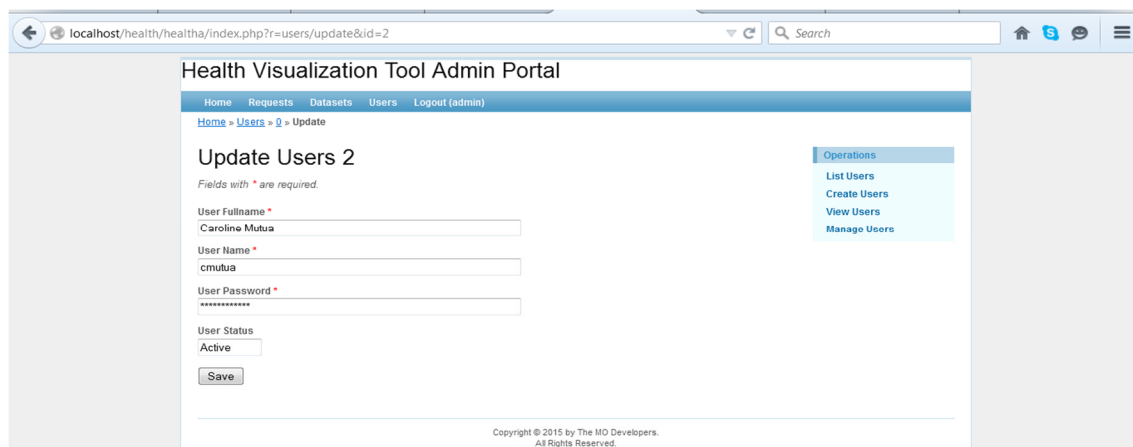 localhost/health/healtha/index.php?r=users/update&id=2
Search
Health Visualization Tool Admin Portal
Home Requests Datasets Users Logout (admin)
Home » Users » 0 » Update
Update Users 2
Fields with * are required.
User Fullname *
Caroline Mutua
User Name *
cmutua
User Password *
************
User Status
Active
Save
Operations
List Users
Create Users
View Users
Manage Users
Copyright © 2015 by The MO Developers.
All Rights Reserved.